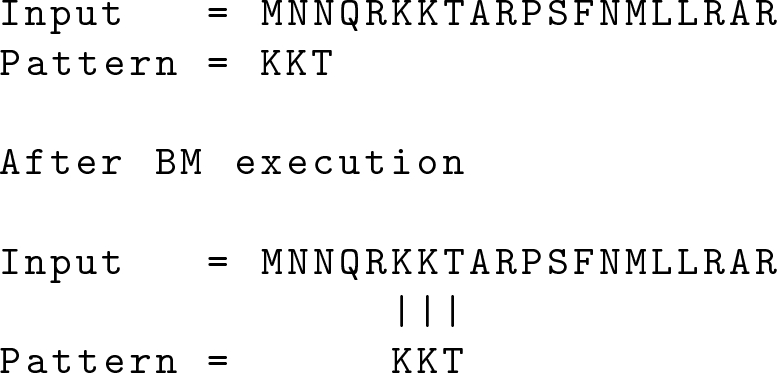 Input   = MNNQRKKTARPSFNMLLRAR
Pattern = KKT
After BM execution
Input   = MNNQRKKTARPSFNMLLRAR
               |||
Pattern =      KKT